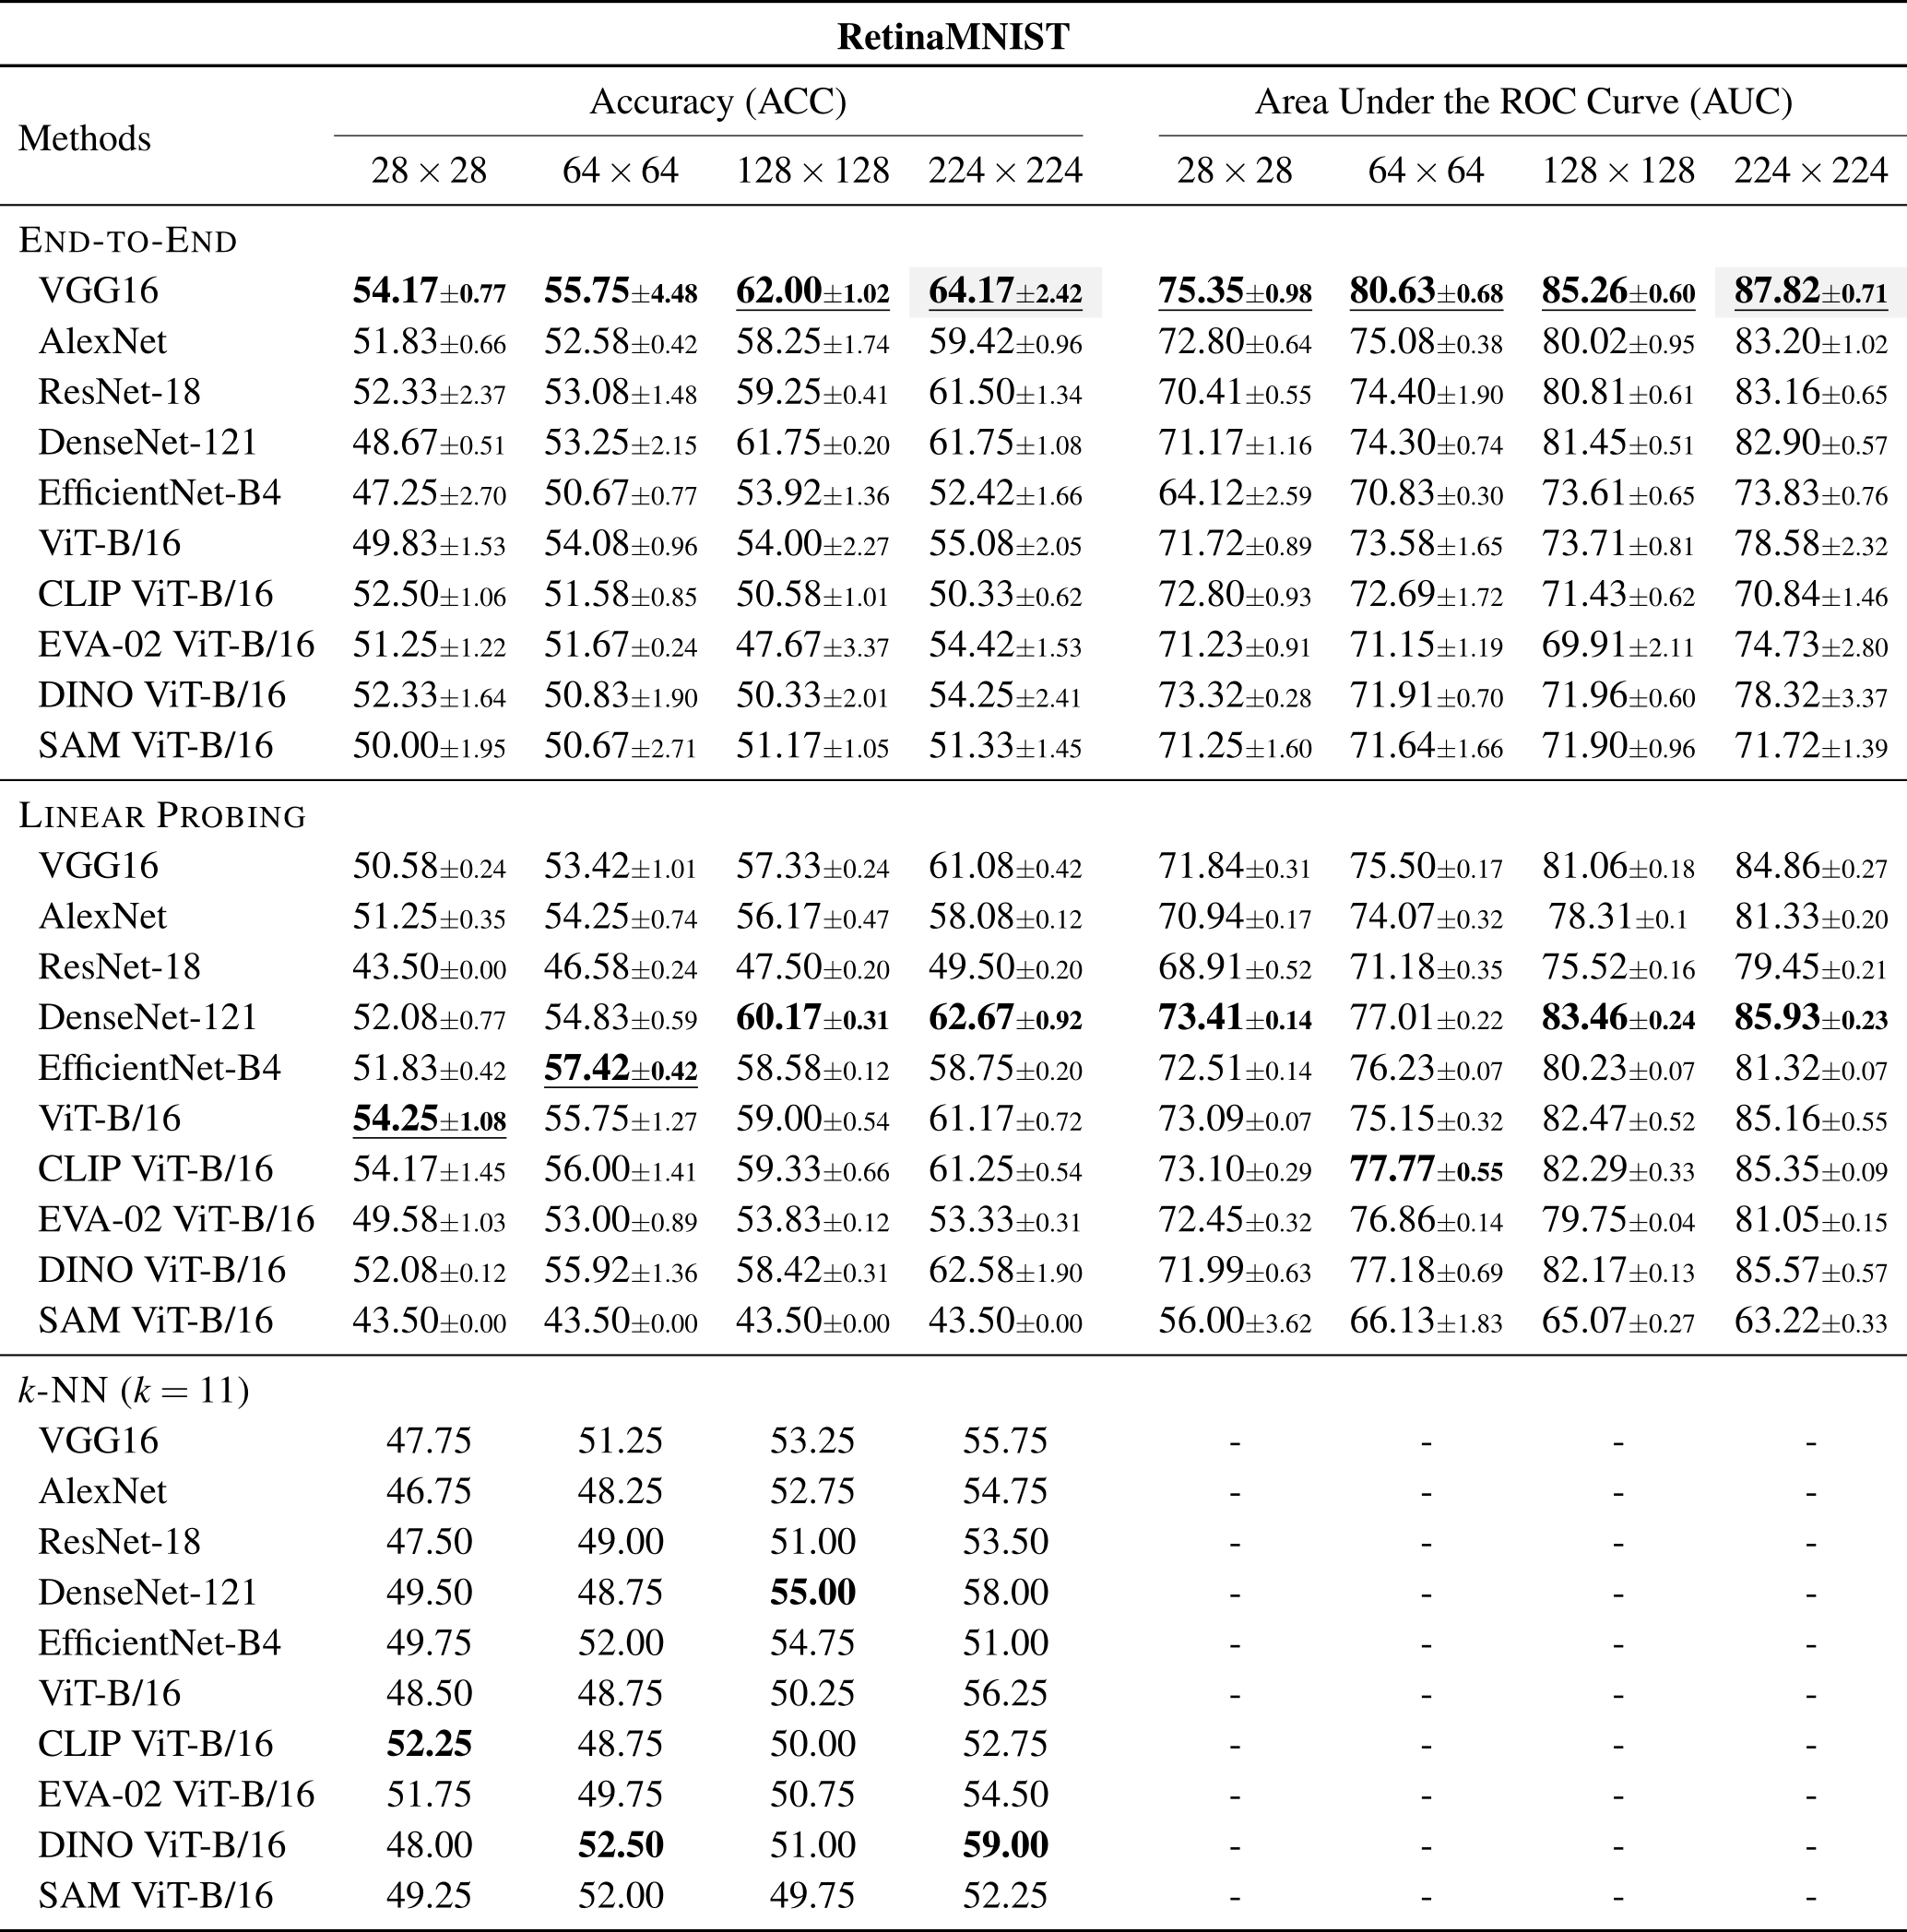 RetinaMNIST
Accuracy (ACC) Area Under the ROC Curve (AUC)
Methods
28 × 28 64 × 64 128 × 128 224 × 224 28 × 28 64 × 64 128 × 128 224 × 224
END-TO-END
VGG16 54.17±0.77 55.75±4.48 62.00±1.02 64.17±2.42 75.35±0.98 80.63±0.68 85.26±0.60 87.82±0.71
AlexNet 51.83±0.66 52.58±0.42 58.25±1.74 59.42±0.96 72.80±0.64 75.08±0.38 80.02±0.95 83.20±1.02
ResNet-18 52.33±2.37 53.08±1.48 59.25±0.41 61.50±1.34 70.41±0.55 74.40±1.90 80.81±0.61 83.16±0.65
DenseNet-121 48.67±0.51 53.25±2.15 61.75±0.20 61.75±1.08 71.17±1.16 74.30±0.74 81.45±0.51 82.90±0.57
EfficientNet-B4 47.25±2.70 50.67±0.77 53.92±1.36 52.42±1.66 64.12±2.59 70.83±0.30 73.61±0.65 73.83±0.76
ViT-B/16 49.83±1.53 54.08±0.96 54.00±2.27 55.08±2.05 71.72±0.89 73.58±1.65 73.71±0.81 78.58±2.32
CLIP ViT-B/16 52.50±1.06 51.58±0.85 50.58±1.01 50.33±0.62 72.80±0.93 72.69±1.72 71.43±0.62 70.84±1.46
EVA-02 ViT-B/16 51.25±1.22 51.67±0.24 47.67±3.37 54.42±1.53 71.23±0.91 71.15±1.19 69.91±2.11 74.73±2.80
DINO ViT-B/16 52.33±1.64 50.83±1.90 50.33±2.01 54.25±2.41 73.32±0.28 71.91±0.70 71.96±0.60 78.32±3.37
SAM ViT-B/16 50.00±1.95 50.67±2.71 51.17±1.05 51.33±1.45 71.25±1.60 71.64±1.66 71.90±0.96 71.72±1.39
LINEAR PROBING
VGG16 50.58±0.24 53.42±1.01 57.33±0.24 61.08±0.42 71.84±0.31 75.50±0.17 81.06±0.18 84.86±0.27
AlexNet 51.25±0.35 54.25±0.74 56.17±0.47 58.08±0.12 70.94±0.17 74.07±0.32 78.31±0.1 81.33±0.20
ResNet-18 43.50±0.00 46.58±0.24 47.50±0.20 49.50±0.20 68.91±0.52 71.18±0.35 75.52±0.16 79.45±0.21
DenseNet-121 52.08±0.77 54.83±0.59 60.17±0.31 62.67±0.92 73.41±0.14 77.01±0.22 83.46±0.24 85.93±0.23
EfficientNet-B4 51.83±0.42 57.42±0.42 58.58±0.12 58.75±0.20 72.51±0.14 76.23±0.07 80.23±0.07 81.32±0.07
ViT-B/16 54.25±1.08 55.75±1.27 59.00±0.54 61.17±0.72 73.09±0.07 75.15±0.32 82.47±0.52 85.16±0.55
CLIP ViT-B/16 54.17±1.45 56.00±1.41 59.33±0.66 61.25±0.54 73.10±0.29 77.77±0.55 82.29±0.33 85.35±0.09
EVA-02 ViT-B/16 49.58±1.03 53.00±0.89 53.83±0.12 53.33±0.31 72.45±0.32 76.86±0.14 79.75±0.04 81.05±0.15
DINO ViT-B/16 52.08±0.12 55.92±1.36 58.42±0.31 62.58±1.90 71.99±0.63 77.18±0.69 82.17±0.13 85.57±0.57
SAM ViT-B/16 43.50±0.00 43.50±0.00 43.50±0.00 43.50±0.00 56.00±3.62 66.13±1.83 65.07±0.27 63.22±0.33
k-NN (k = 11)
VGG16 47.75 51.25 53.25 55.75 - - - -
AlexNet 46.75 48.25 52.75 54.75 - - - -
ResNet-18 47.50 49.00 51.00 53.50 - - - -
DenseNet-121 49.50 48.75 55.00 58.00 - - - -
EfficientNet-B4 49.75 52.00 54.75 51.00 - - - -
ViT-B/16 48.50 48.75 50.25 56.25 - - - -
CLIP ViT-B/16 52.25 48.75 50.00 52.75 - - - -
EVA-02 ViT-B/16 51.75 49.75 50.75 54.50 - - - -
DINO ViT-B/16 48.00 52.50 51.00 59.00 - - - -
SAM ViT-B/16 49.25 52.00 49.75 52.25 - - - -